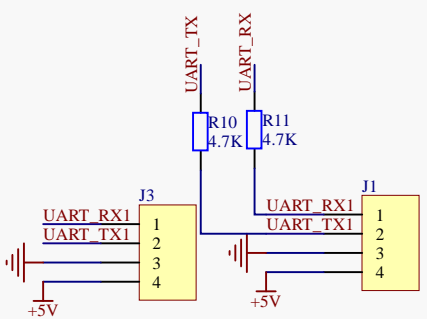 UART_TX
UART_RX
R10
4.7K
R11
4.7K
J3
UART_RX1
1
UART_TX1
2
3
4
+5V
J1
UART_RX1
1
UART_TX1
2
3
4
+5V